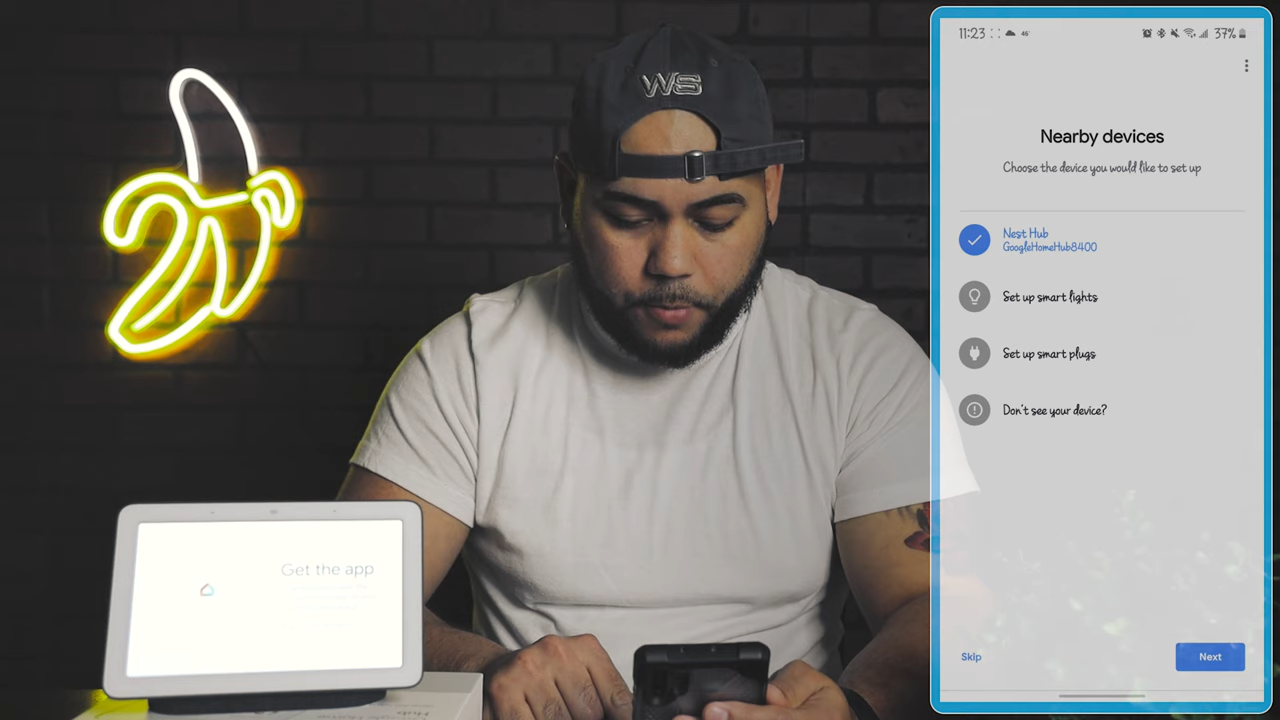 WS
Get the app
11:23
46°
37%
Nearby devices
Choose the device you would like to set up
Nest Hub
GoogleHomeHub8400
Set up smart lights
Set up smart plugs
Don't see your device?
Skip
Next